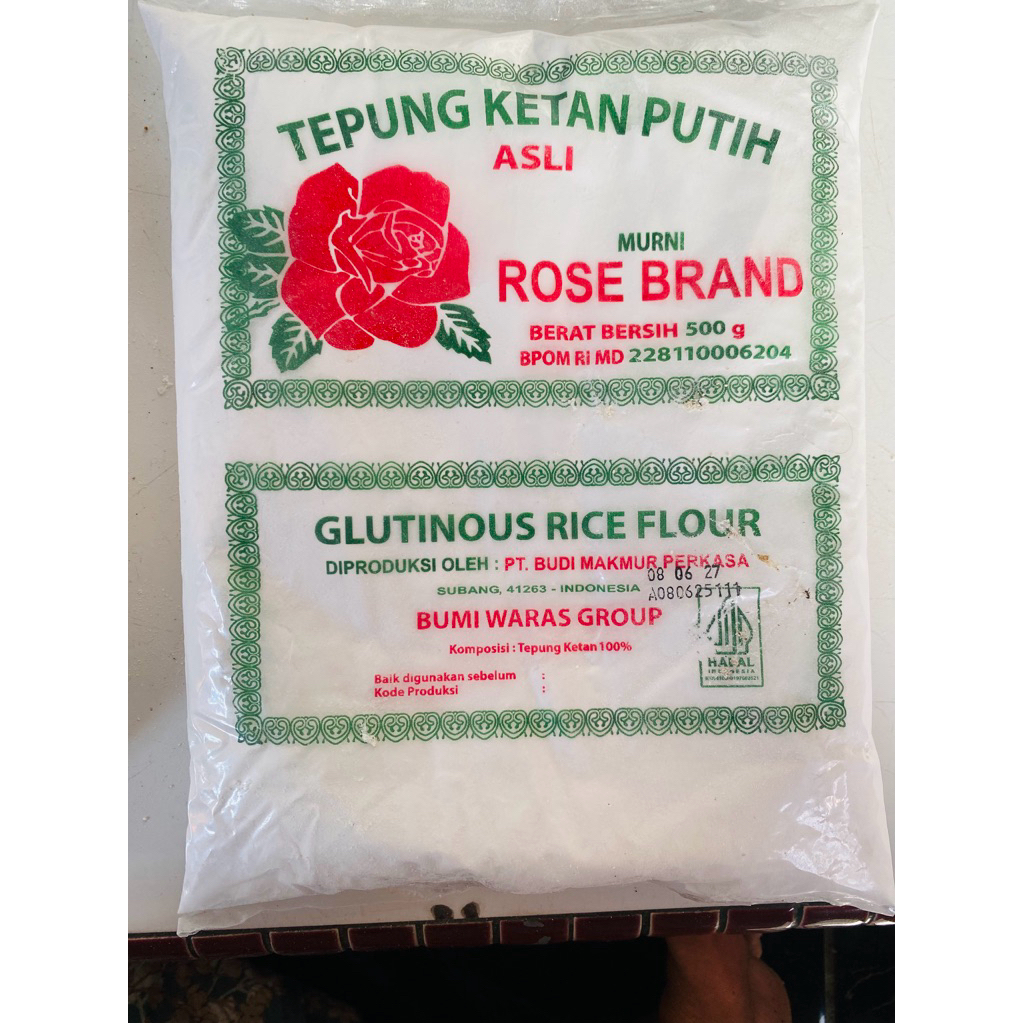 TEPUNG KETAN PUTIH
ASLI
MURNI
ROSE BRAND
BERAT BERSIH 500 g
BPOM RI MD 228110006204
GLUTINOUS RICE FLOUR
DIPRODUKSI OLEH : PT. BUDI MAKMUR PERKASA
08 06 27
SUBANG, 41263 - INDONESIA
A080625111
BUMI WARAS GROUP
Komposisi : Tepung Ketan 100%
HALAL
INDONESIA
Baik digunakan sebelum :
Kode Produksi :